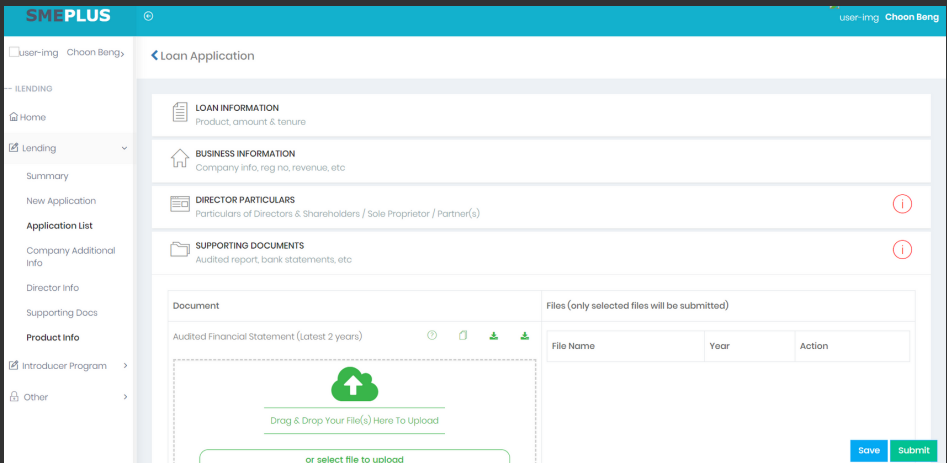 SMEPLUS
user-img Choon Beng
user-img Choon Beng
Loan Application
ILENDING
Home
Lending
Summary
New Application
Application List
Company Additional
Info
Director Info
Supporting Docs
Product Info
Introducer Program
Other
LOAN INFORMATION
Product, amount & tenure
BUSINESS INFORMATION
Company info, reg no, revenue, etc
DIRECTOR PARTICULARS
Particulars of Directors & Shareholders / Sole Proprietor / Partner(s)
SUPPORTING DOCUMENTS
Audited report, bank statements, etc
Document
Files (only selected files will be submitted)
Audited Financial Statement (Latest 2 years)
File Name Year Action
Drag & Drop Your File(s) Here To Upload
or select file to upload
Save Submit